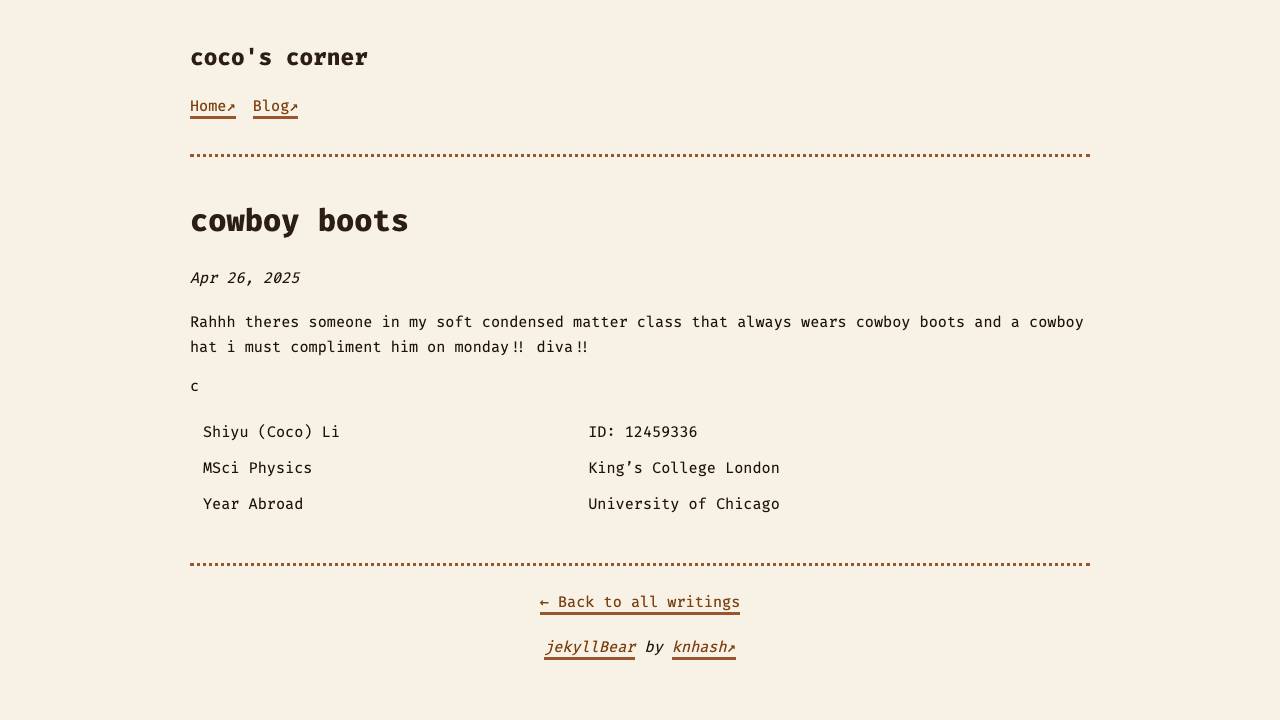 coco's corner
Home↗ Blog↗
cowboy boots
Apr 26, 2025
Rahhh theres someone in my soft condensed matter class that always wears cowboy boots and a cowboy
hat i must compliment him on monday!! diva!!
c
Shiyu (Coco) Li ID: 12459336
MSci Physics King’s College London
Year Abroad University of Chicago
← Back to all writings
jekyllBear by knhash↗